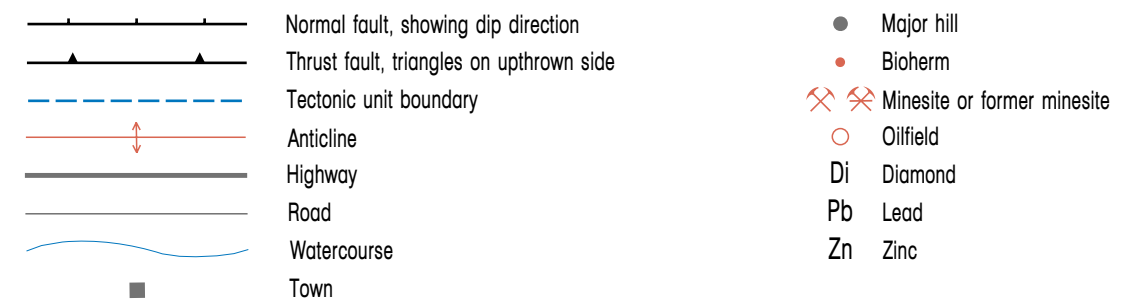 Normal fault, showing dip direction
Thrust fault, triangles on upthrown side
Tectonic unit boundary
Anticline
Highway
Road
Watercourse
Town
Major hill
Bioherm
Minesite or former minesite
Oilfield
Di Diamond
Pb Lead
Zn Zinc